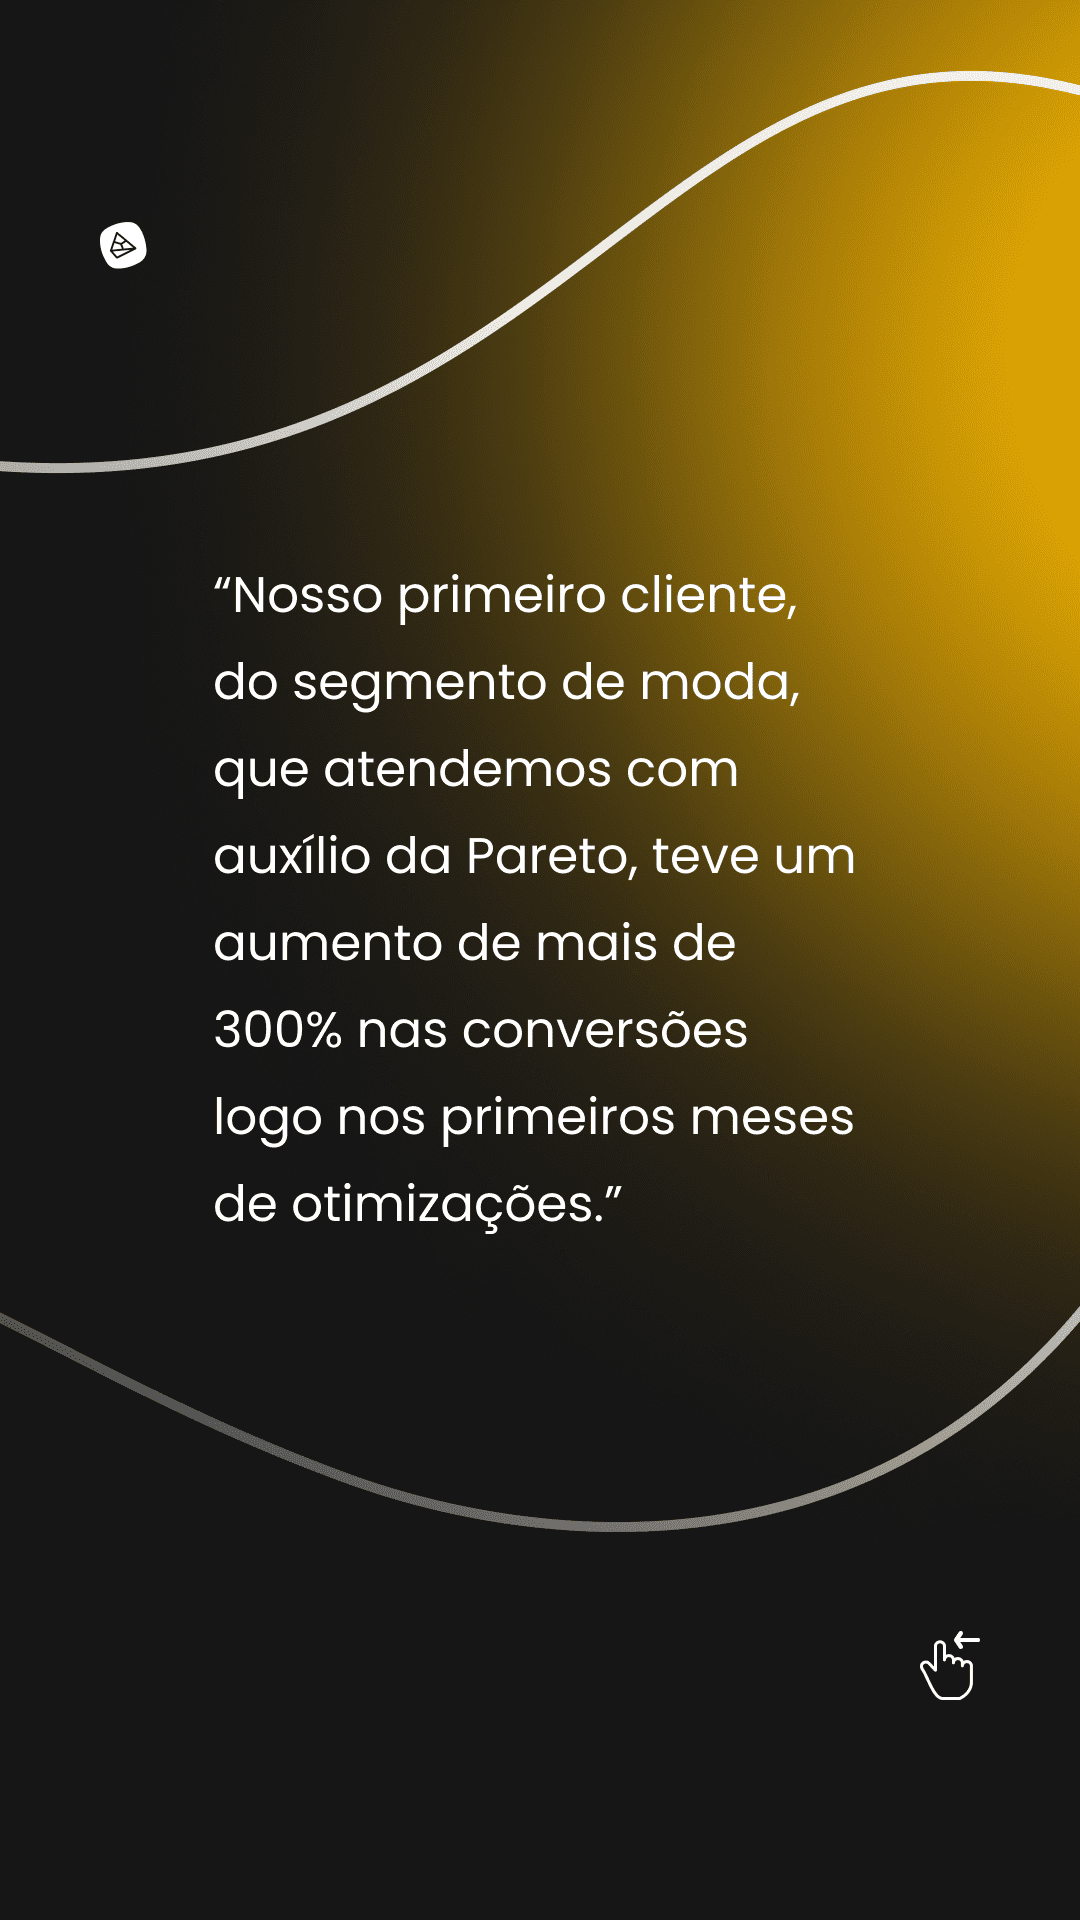 “Nosso primeiro cliente,
do segmento de moda,
que atendemos com
auxílio da Pareto, teve um
aumento de mais de
300% nas conversões
logo nos primeiros meses
de otimizações.”